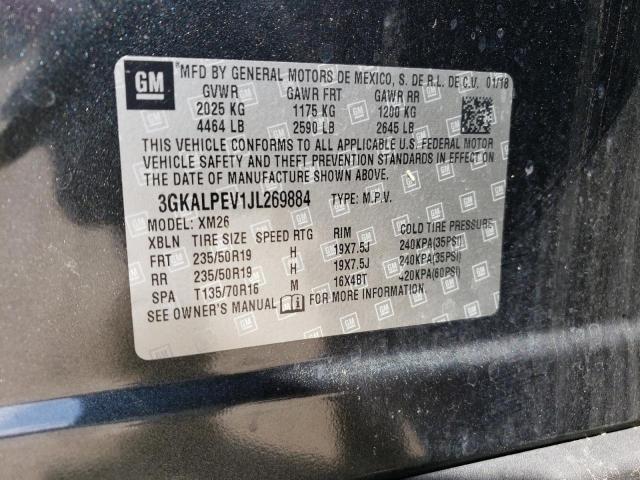 GM
*MFD BY GENERAL MOTORS DE MEXICO, S. DE R.L. DE C.V. 01/18
GVWR GAWR FRT GAWR RR
2025 KG 1175 KG 1200 KG
4464 LB 2590 LB 2645 LB
THIS VEHICLE CONFORMS TO ALL APPLICABLE U.S. FEDERAL MOTOR
VEHICLE SAFETY AND THEFT PREVENTION STANDARDS IN EFFECT ON
THE DATE OF MANUFACTURE SHOWN ABOVE.
3GKALPEV1JL269884 TYPE: M.P.V.
MODEL: XM26
XBLN TIRE SIZE SPEED RTG RIM COLD TIRE PRESSURE
FRT 235/50R19 H 19X7.5J 240KPA(35PSI)
RR 235/50R19 H 19X7.5J 240KPA(35PSI)
SPA T135/70R16 M 16X4BT 420KPA(60PSI)
SEE OWNER'S MANUAL FOR MORE INFORMATION